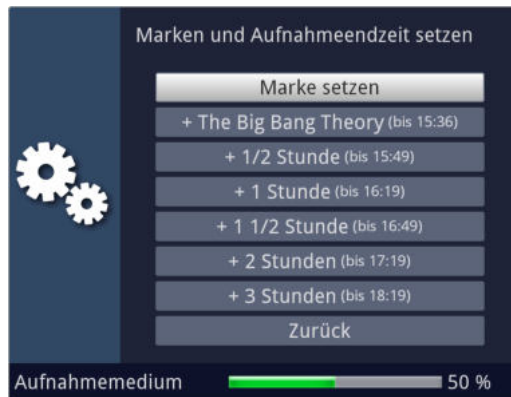 Marken und Aufnahmeendzeit setzen
Marke setzen
+ The Big Bang Theory (bis 15:36)
+ 1/2 Stunde (bis 15:49)
+ 1 Stunde (bis 16:19)
+ 1 1/2 Stunde (bis 16:49)
+ 2 Stunden (bis 17:19)
+ 3 Stunden (bis 18:19)
Zurück
Aufnahmemedium 50 %